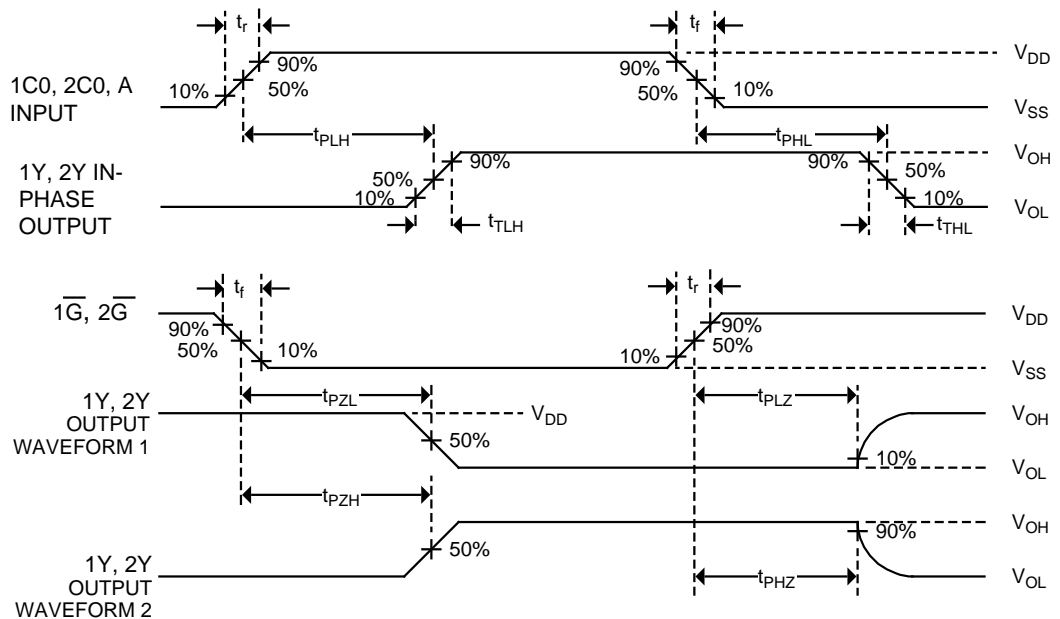 tr
tf
VDD
90%
90%
1C0, 2C0, A
INPUT
10%
50%
50%
10%
VSS
tPLH
tPHL
VOH
1Y, 2Y IN-
PHASE
OUTPUT
90%
90%
50%
50%
10%
10%
VOL
tTLH
tTHL
tf
tr
1G, 2G
VDD
90%
90%
50%
50%
10%
10%
VSS
1Y, 2Y
OUTPUT
WAVEFORM 1
tPZL
VDD
tPLZ
VOH
50%
10%
VOL
tPZH
VOH
50%
90%
1Y, 2Y
OUTPUT
WAVEFORM 2
tPHZ
VOL